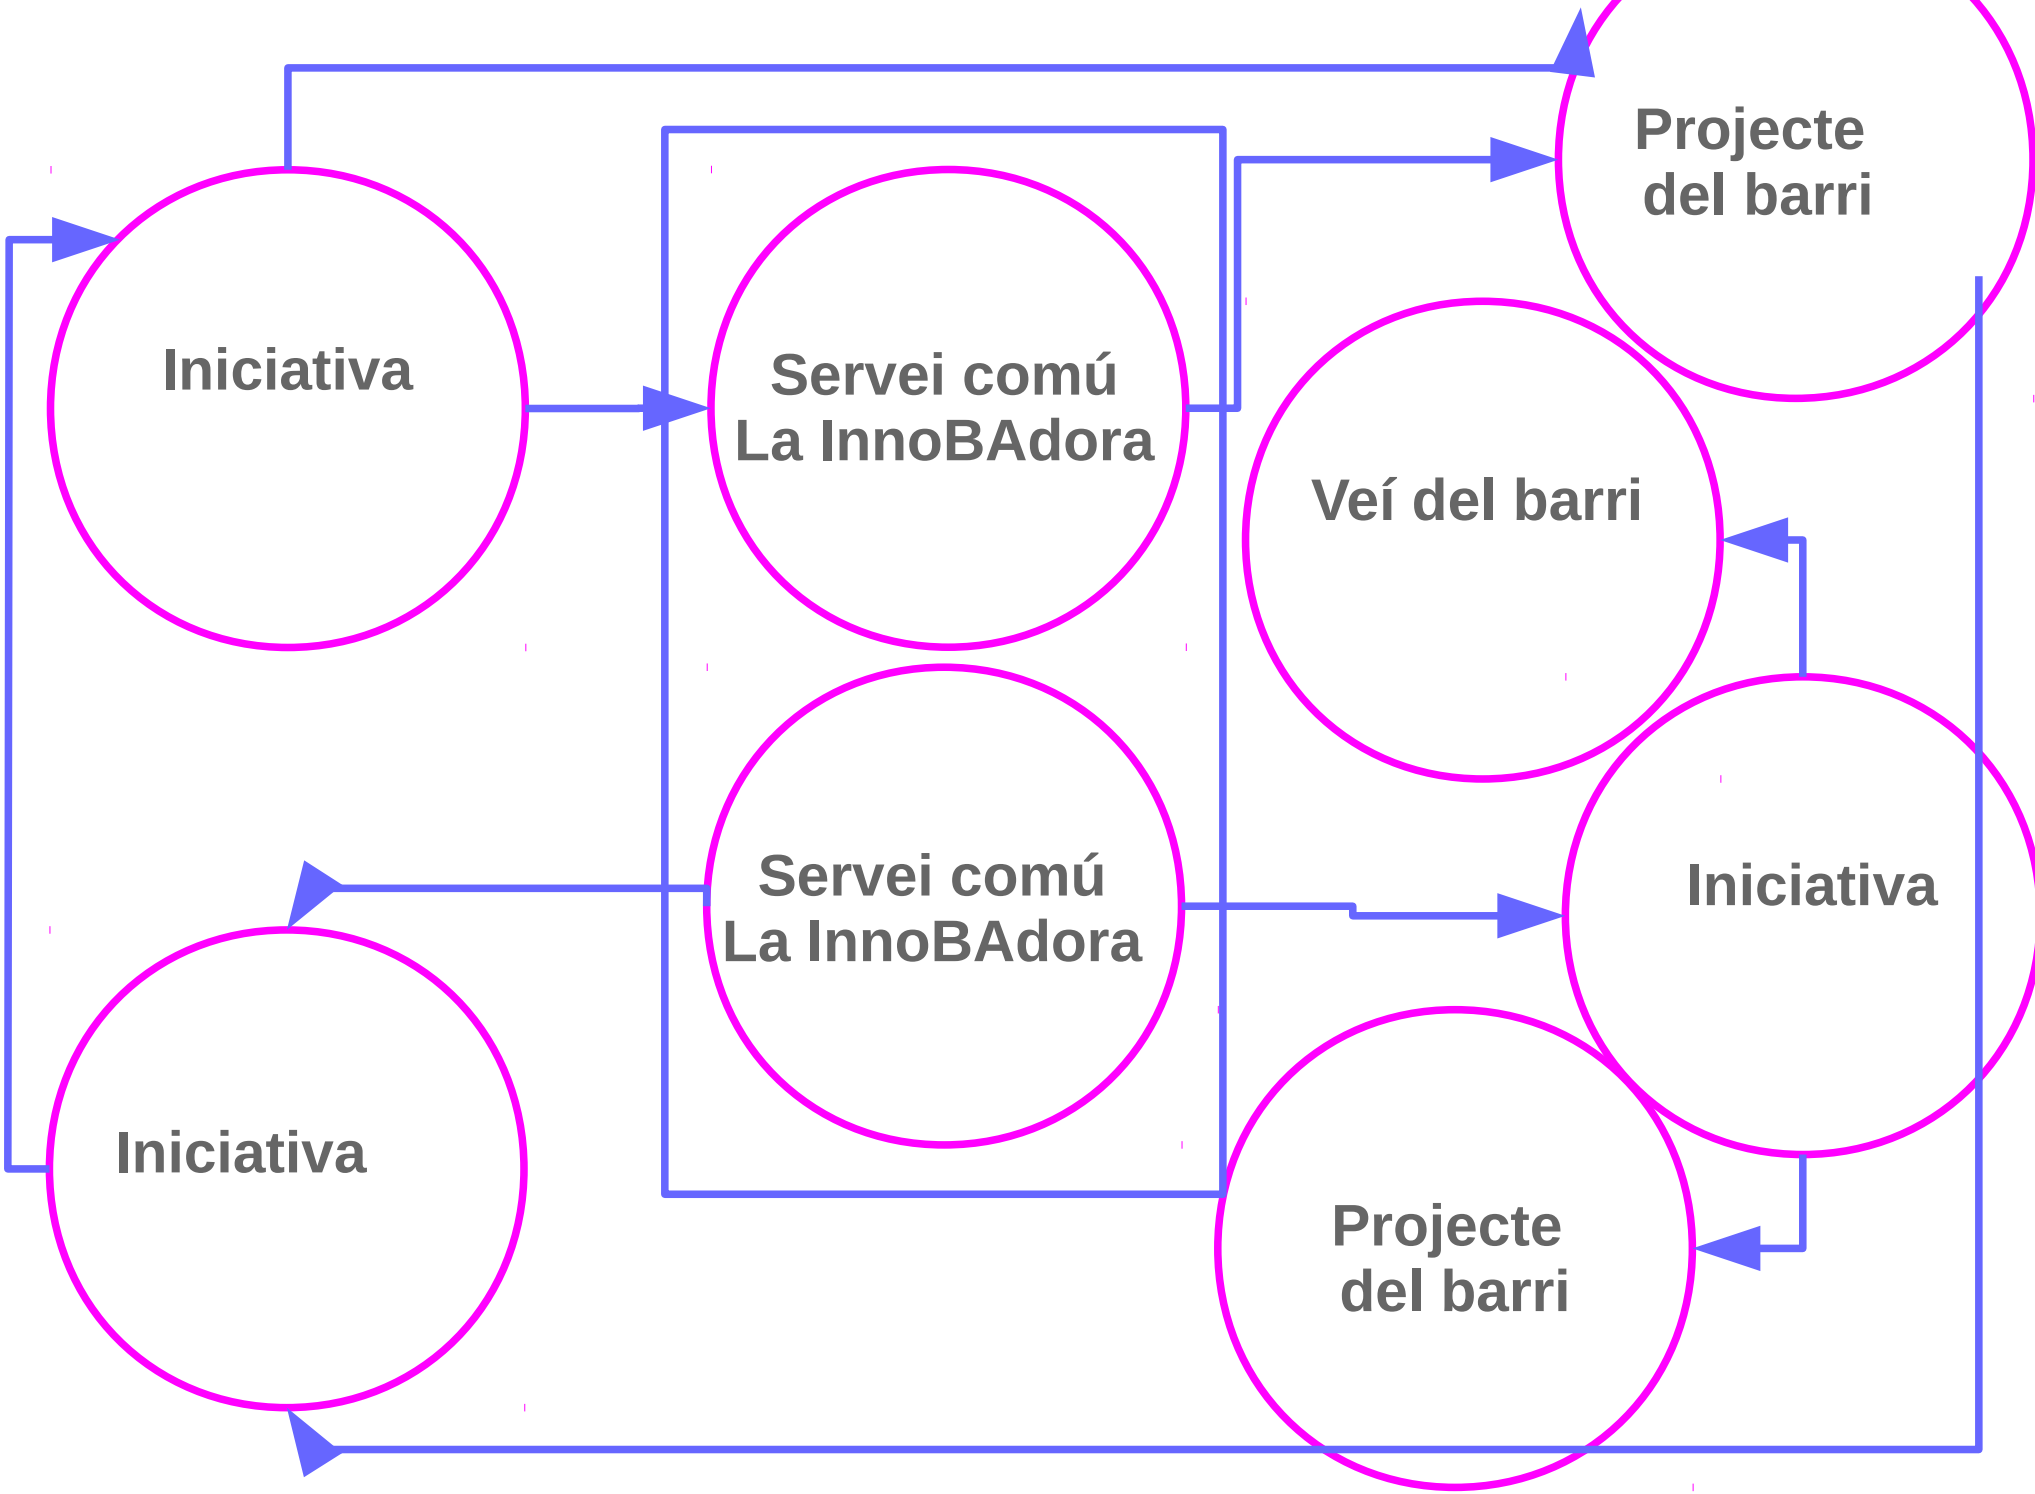 Projecte
del barri
Iniciativa
Servei comú
La InnoBAdora
Veí del barri
Servei comú
La InnoBAdora
Iniciativa
Iniciativa
Projecte
del barri